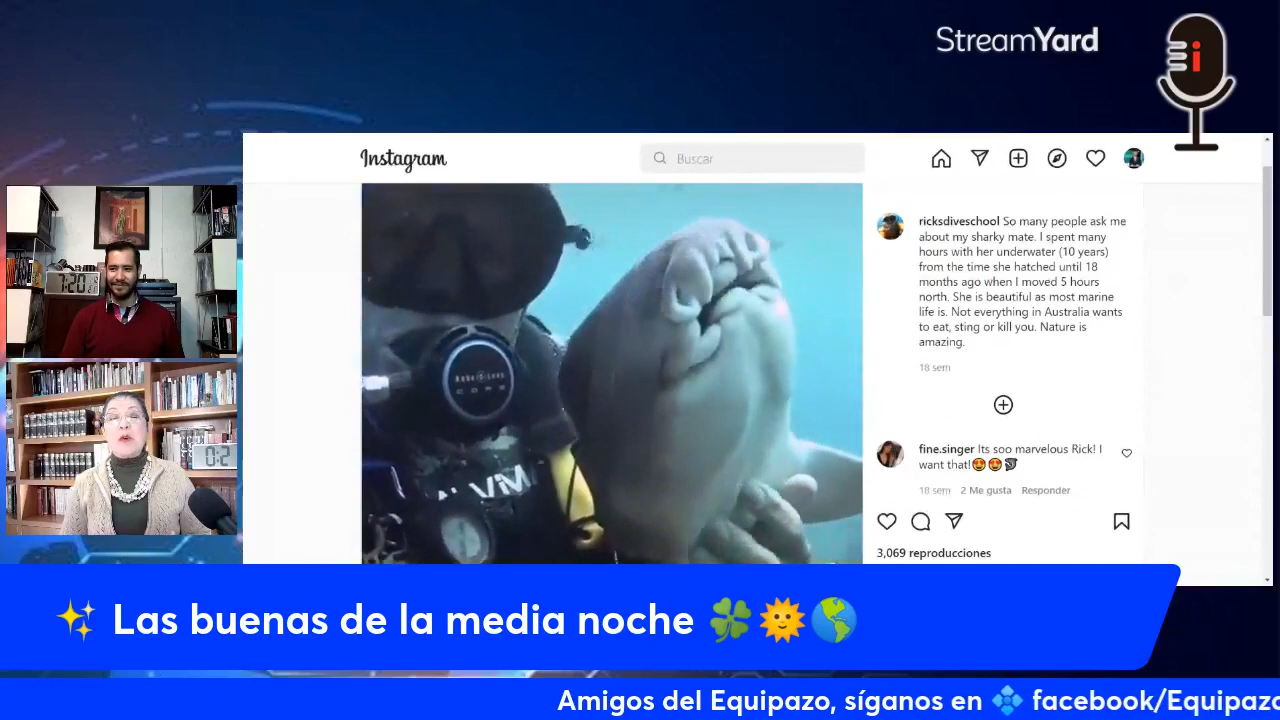 StreamYard
i
Instagram
Buscar
ricksdiveschool So many people ask me
about my sharky mate. I spent many
hours with her underwater (10 years)
from the time she hatched until 18
months ago when I moved 5 hours
north. She is beautiful as most marine
life is. Not everything in Australia wants
to eat, sting or kill you. Nature is
amazing.
18 sem
fine.singer Its soo marvelous Rick! I
want that!😍😍
18 sem 2 Me gusta Responder
3,069 reproducciones
7:20
0:2
✨ Las buenas de la media noche 🍀🌞🌎
Amigos del Equipazo, síganos en 💠 facebook/Equipazo